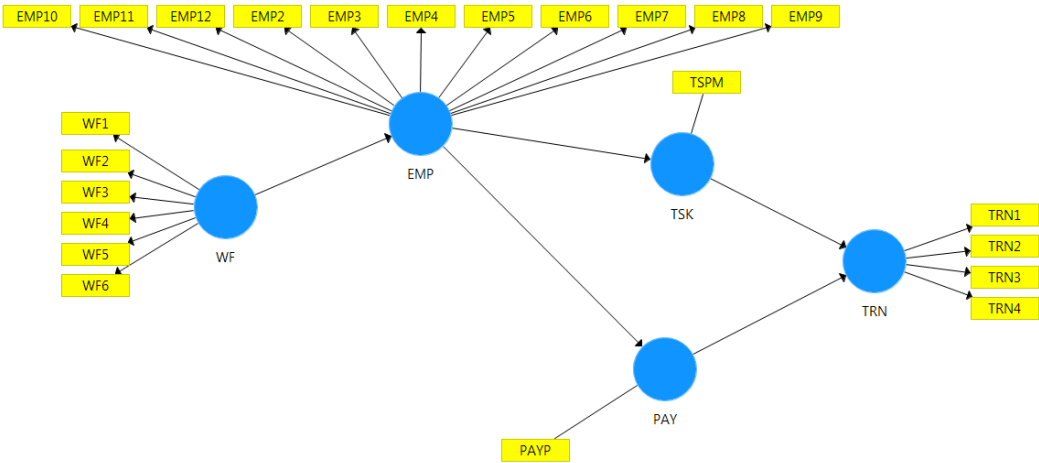 EMP10 EMP11 EMP12 EMP2 EMP3 EMP4 EMP5 EMP6 EMP7 EMP8 EMP9
TSPM
WF1
WF2
EMP
WF3
TSK
WF4
TRN1
TRN2
WF
WF5
TRN3
WF6
TRN4
TRN
PAY
PAYP